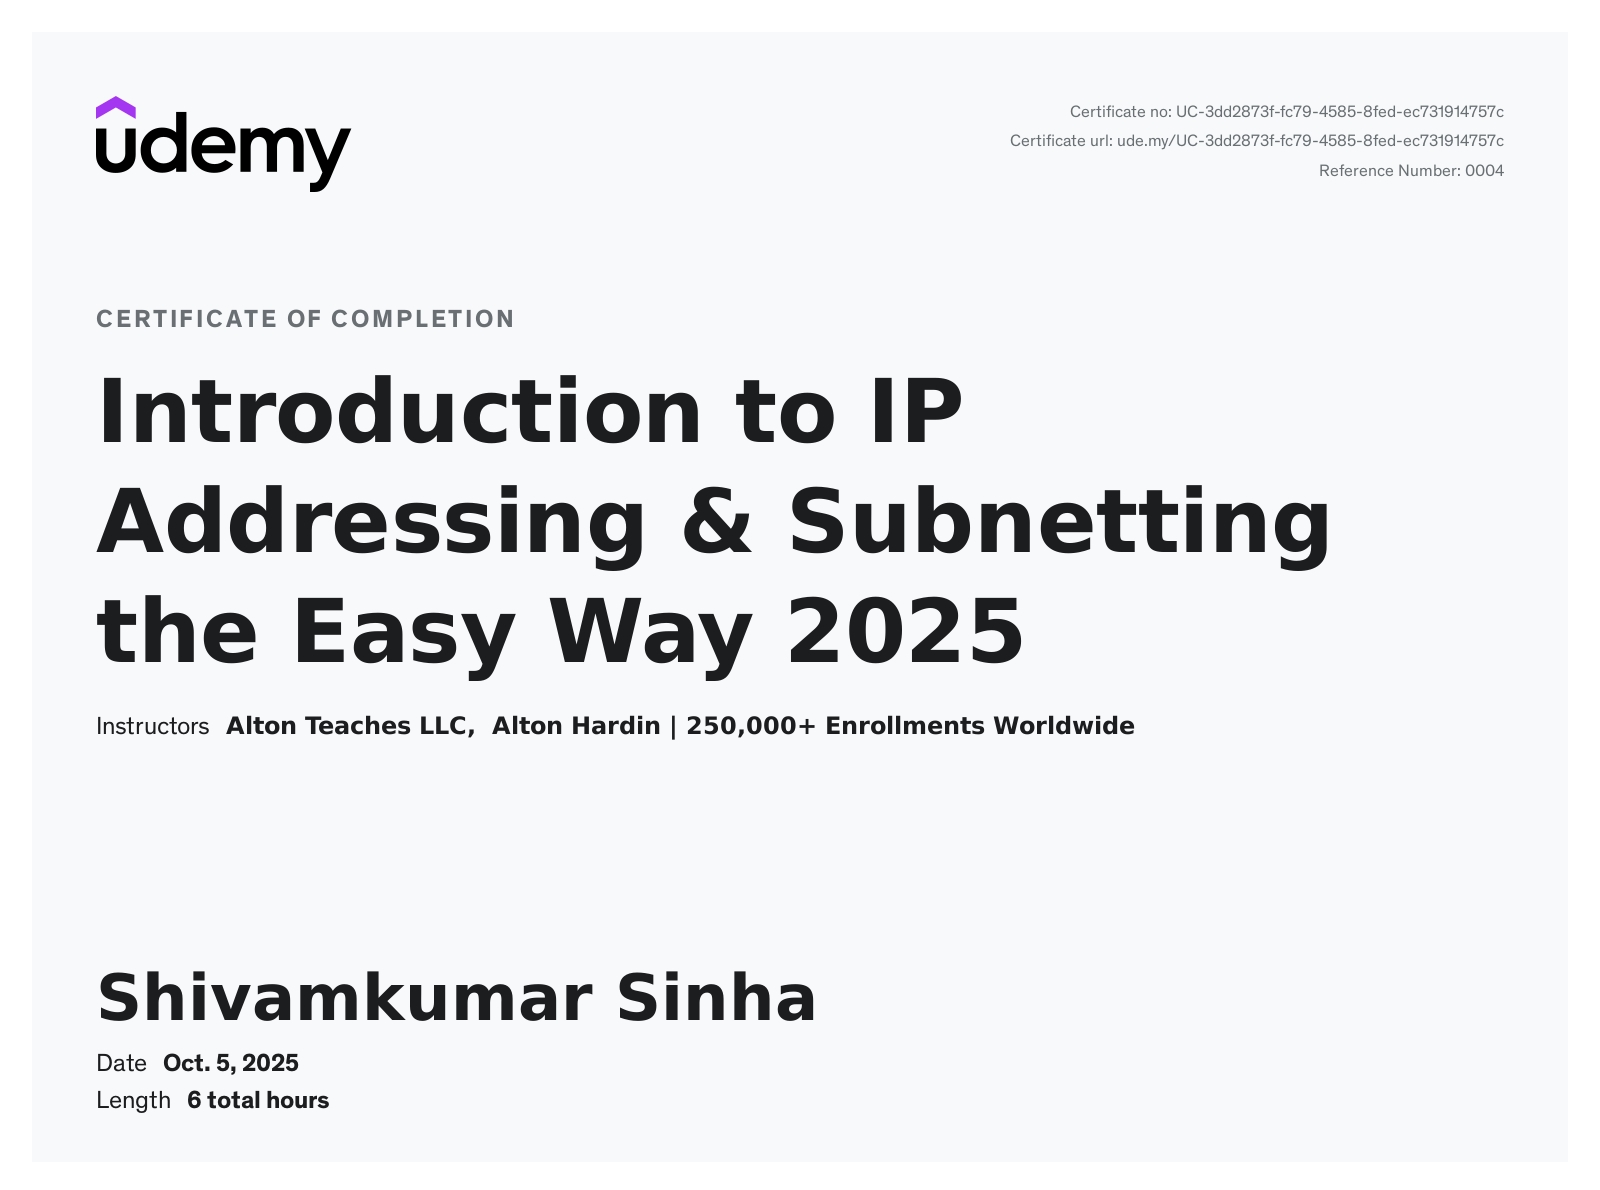 udemy
Certificate no: UC-3dd2873f-fc79-4585-8fed-ec731914757c
Certificate url: ude.my/UC-3dd2873f-fc79-4585-8fed-ec731914757c
Reference Number: 0004
CERTIFICATE OF COMPLETION
Introduction to IP
Addressing & Subnetting
the Easy Way 2025
Instructors Alton Teaches LLC, Alton Hardin | 250,000+ Enrollments Worldwide
Shivamkumar Sinha
Date Oct. 5, 2025
Length 6 total hours